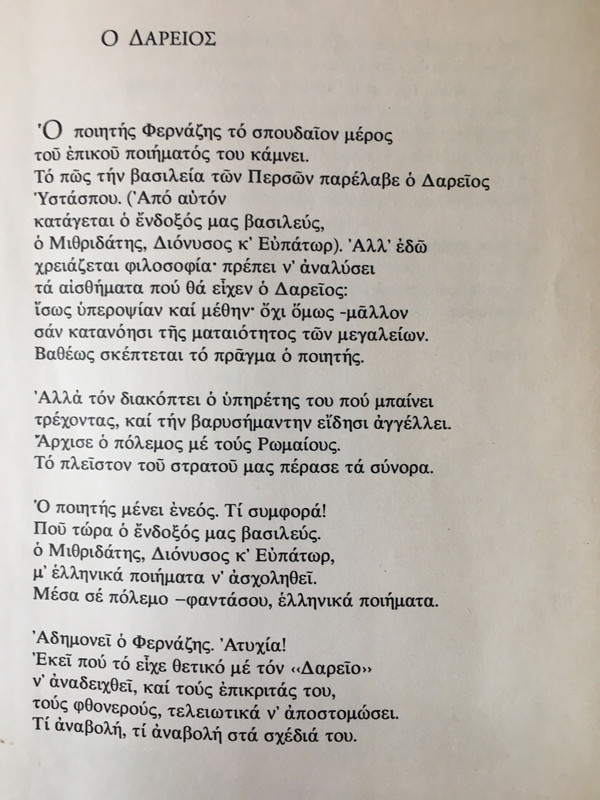 Ο ΔΑΡΕΙΟΣ
Ὁ ποιητής Φερνάζης τό σπουδαῖον μέρος
τοῦ ἐπικοῦ ποιήματός του κάμνει.
Τό πῶς τήν βασιλεία τῶν Περσῶν παρέλαβε ὁ Δαρεῖος
Ὑστάσπου. (Ἀπό αὐτόν
κατάγεται ὁ ἔνδοξός μας βασιλεύς,
ὁ Μιθριδάτης, Διόνυσος κ' Εὐπάτωρ). Ἀλλ' ἐδῶ
χρειάζεται φιλοσοφία· πρέπει ν' ἀναλύσει
τά αἰσθήματα πού θά εἶχεν ὁ Δαρεῖος:
ἴσως ὑπεροψίαν καί μέθην· ὄχι ὅμως -μᾶλλον
σάν κατανόησι τῆς ματαιότητος τῶν μεγαλείων.
Βαθέως σκέπτεται τό πρᾶγμα ὁ ποιητής.
Ἀλλά τόν διακόπτει ὁ ὑπηρέτης του πού μπαίνει
τρέχοντας, καί τήν βαρυσήμαντην εἴδησι ἀγγέλλει.
Ἄρχισε ὁ πόλεμος μέ τούς Ρωμαίους.
Τό πλεῖστον τοῦ στρατοῦ μας πέρασε τά σύνορα.
Ὁ ποιητής μένει ἐνεός. Τί συμφορά!
Ποῦ τώρα ὁ ἔνδοξός μας βασιλεύς.
ὁ Μιθριδάτης, Διόνυσος κ' Εὐπάτωρ,
μ' ἑλληνικά ποιήματα ν' ἀσχοληθεῖ.
Μέσα σέ πόλεμο –φαντάσου, ἑλληνικά ποιήματα.
Ἀδημονεῖ ὁ Φερνάζης. Ἀτυχία!
Ἐκεῖ πού τό εἶχε θετικό μέ τόν «Δαρεῖο»
ν' ἀναδειχθεῖ, καί τούς ἐπικριτάς του,
τούς φθονερούς, τελειωτικά ν' ἀποστομώσει.
Τί ἀναβολή, τί ἀναβολή στά σχέδιά του.